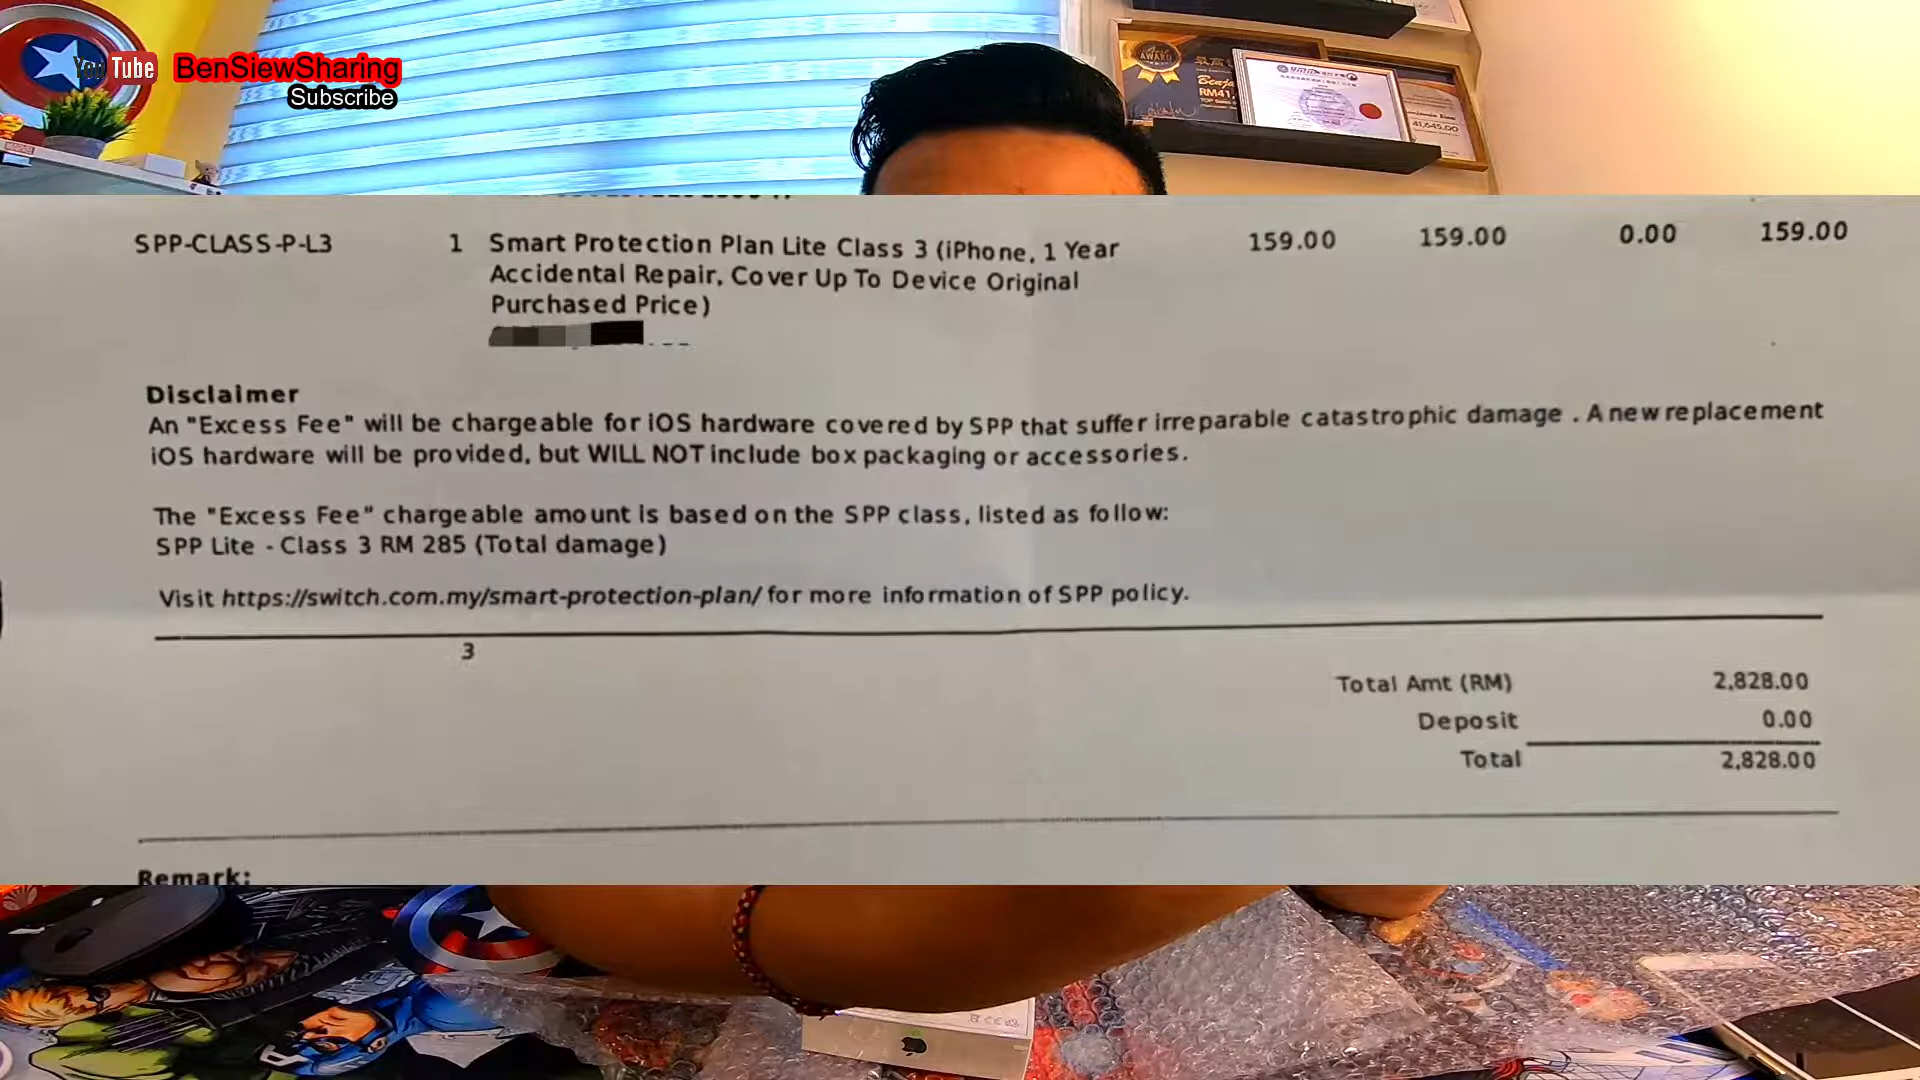 YouTube BenSiewSharing
Subscribe
AWARD
RM41,
41,645.00
MARVEL
SPP-CLASS-P-L3 1 Smart Protection Plan Lite Class 3 (iPhone, 1 Year 159.00 159.00 0.00 159.00
Accidental Repair, Cover Up To Device Original
Purchased Price)
Disclaimer
An "Excess Fee" will be chargeable for iOS hardware covered by SPP that suffer irreparable catastrophic damage . A new replacement
iOS hardware will be provided, but WILL NOT include box packaging or accessories.
The "Excess Fee" chargeable amount is based on the SPP class, listed as follow:
SPP Lite - Class 3 RM 285 (Total damage)
Visit https://switch.com.my/smart-protection-plan/ for more information of SPP policy.
3
Total Amt (RM) 2,828.00
Deposit 0.00
Total 2,828.00
Remark: